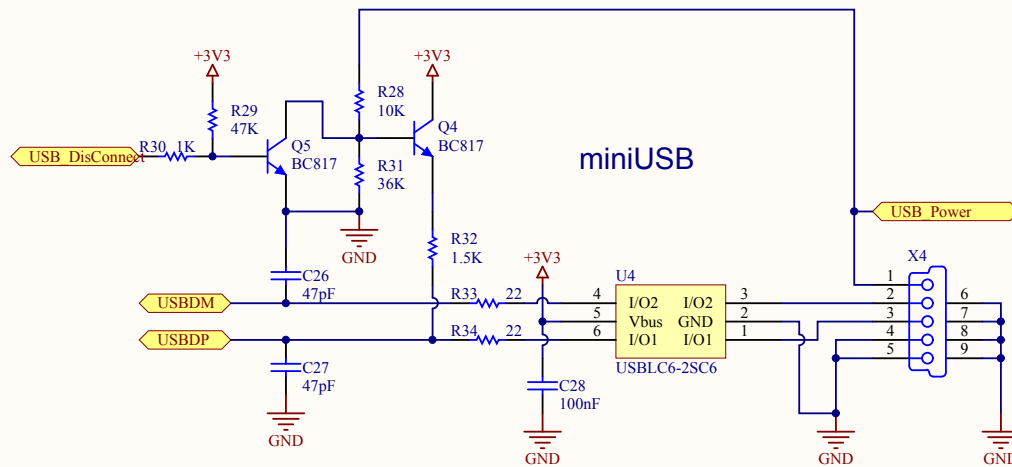 +3V3
+3V3
R28
10K
R29
47K
Q4
BC817
R30
1K
USB_DisConnect
Q5
BC817
R31
36K
miniUSB
USB_Power
GND
R32
1.5K
+3V3
U4
X4
C26
47pF
USBDM
R33
22
4
I/O2
I/O2
3
5
Vbus
GND
2
USBDP
R34
22
6
I/O1
I/O1
1
USBLC6-2SC6
1
2
3
4
5
6
7
8
9
C27
47pF
C28
100nF
GND
GND
GND
GND